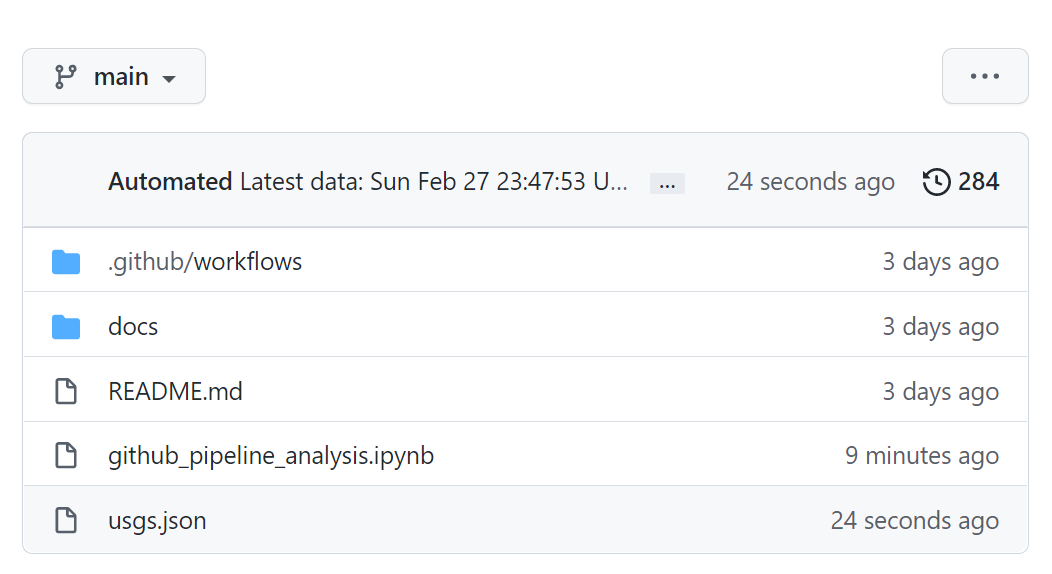 main
...
Automated Latest data: Sun Feb 27 23:47:53 U... ... 24 seconds ago 284
.github/workflows 3 days ago
docs 3 days ago
README.md 3 days ago
github_pipeline_analysis.ipynb 9 minutes ago
usgs.json 24 seconds ago